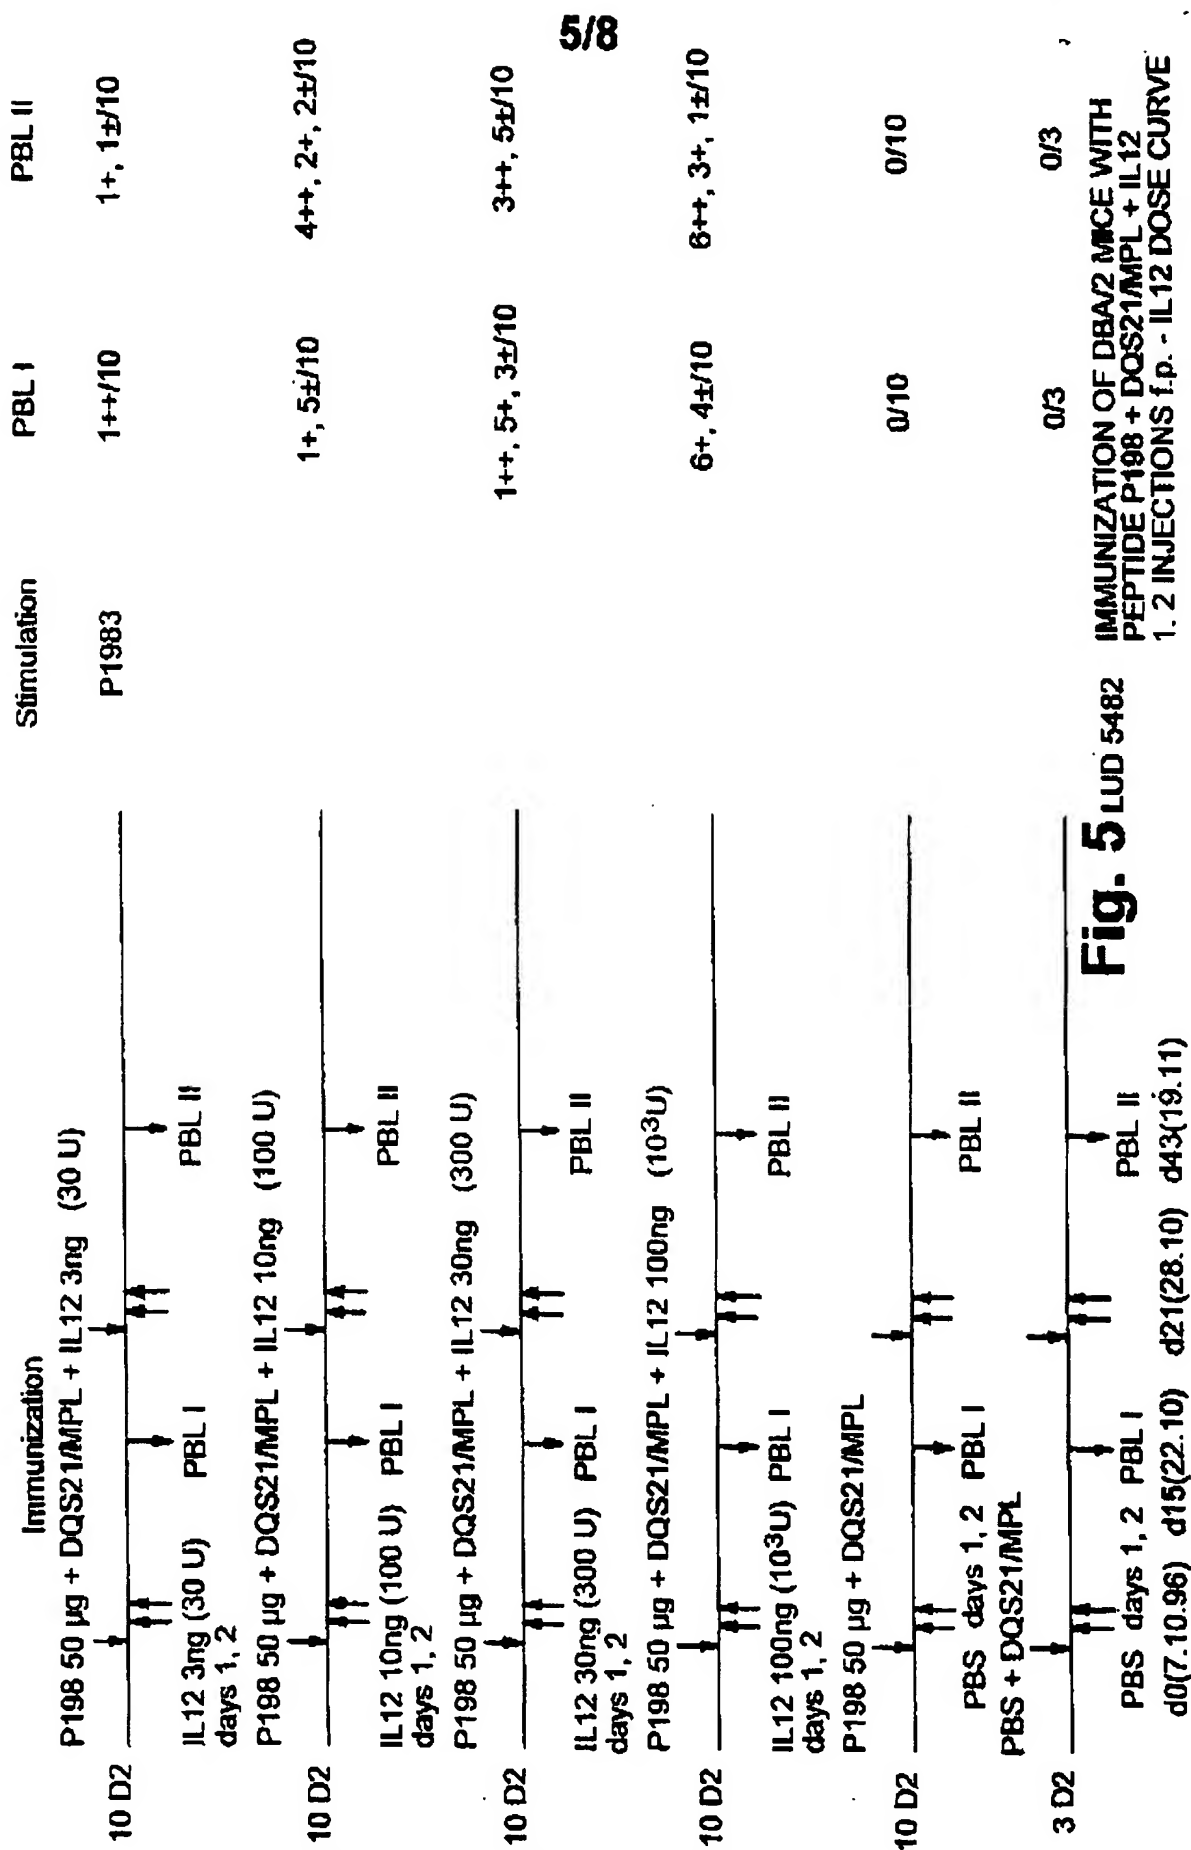 5/8
Immunization
Stimulation
PBL I
PBL II
P198 50 µg + DQS21/MPL + IL12 3ng (30 U)
10 D2
P1983
1++/10
1+, 1±/10
IL12 3ng (30 U) PBL I
PBL II
days 1, 2
P198 50 µg + DQS21/MPL + IL12 10ng (100 U)
10 D2
1+, 5±/10
4++, 2+, 2±/10
IL12 10ng (100 U) PBL I
PBL II
days 1, 2
P198 50 µg + DQS21/MPL + IL12 30ng (300 U)
10 D2
1++, 5+, 3±/10
3++, 5±/10
IL12 30ng (300 U) PBL I
PBL II
days 1, 2
P198 50 µg + DQS21/MPL + IL12 100ng (10³U)
10 D2
6+, 4±/10
6++, 3+, 1±/10
IL12 100ng (10³U) PBL I
PBL II
days 1, 2
P198 50 µg + DQS21/MPL
10 D2
0/10
0/10
PBS days 1, 2 PBL I
PBL II
PBS + DQS21/MPL
3 D2
0/3
0/3
PBS days 1, 2 PBL I
PBL II
d0(7.10.96) d15(22.10) d21(28.10) d43(19.11)
Fig. 5 LUD 5482
IMMUNIZATION OF DBA/2 MICE WITH
PEPTIDE P198 + DQS21/MPL + IL12
1. 2 INJECTIONS f.p. - IL12 DOSE CURVE